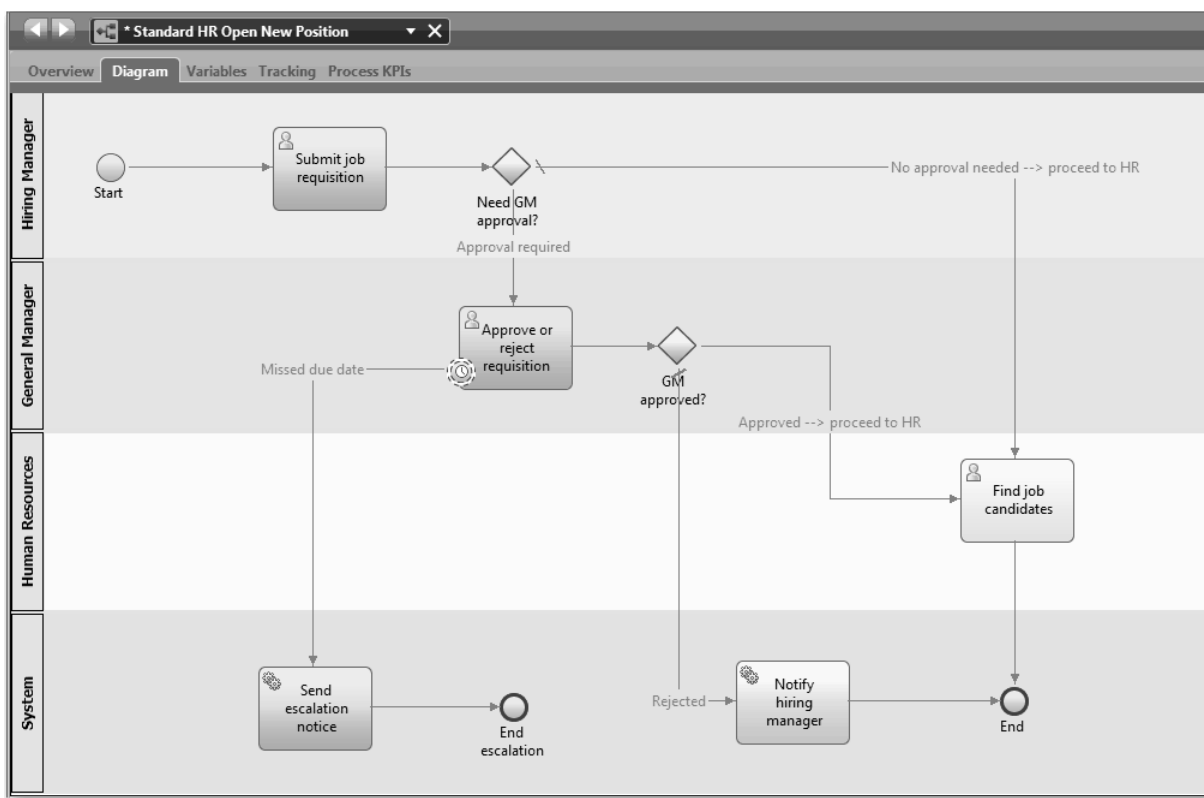 * Standard HR Open New Position
Overview Diagram Variables Tracking Process KPIs
Hiring Manager
Start
Submit job
requisition
Need GM
approval?
No approval needed --> proceed to HR
Approval required
General Manager
Approve or
reject
requisition
Missed due date
GM
approved?
Approved --> proceed to HR
Human Resources
Find job
candidates
System
Send
escalation
notice
End
escalation
Rejected
Notify
hiring
manager
End